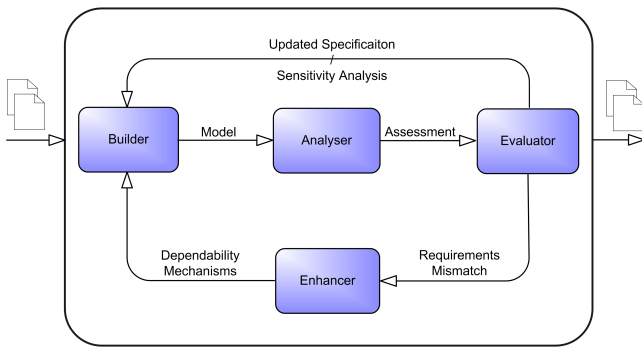 Updated Specificaiton
/
Sensitivity Analysis
Builder
Model
Analyser
Assessment
Evaluator
Dependability
Mechanisms
Enhancer
Requirements
Mismatch